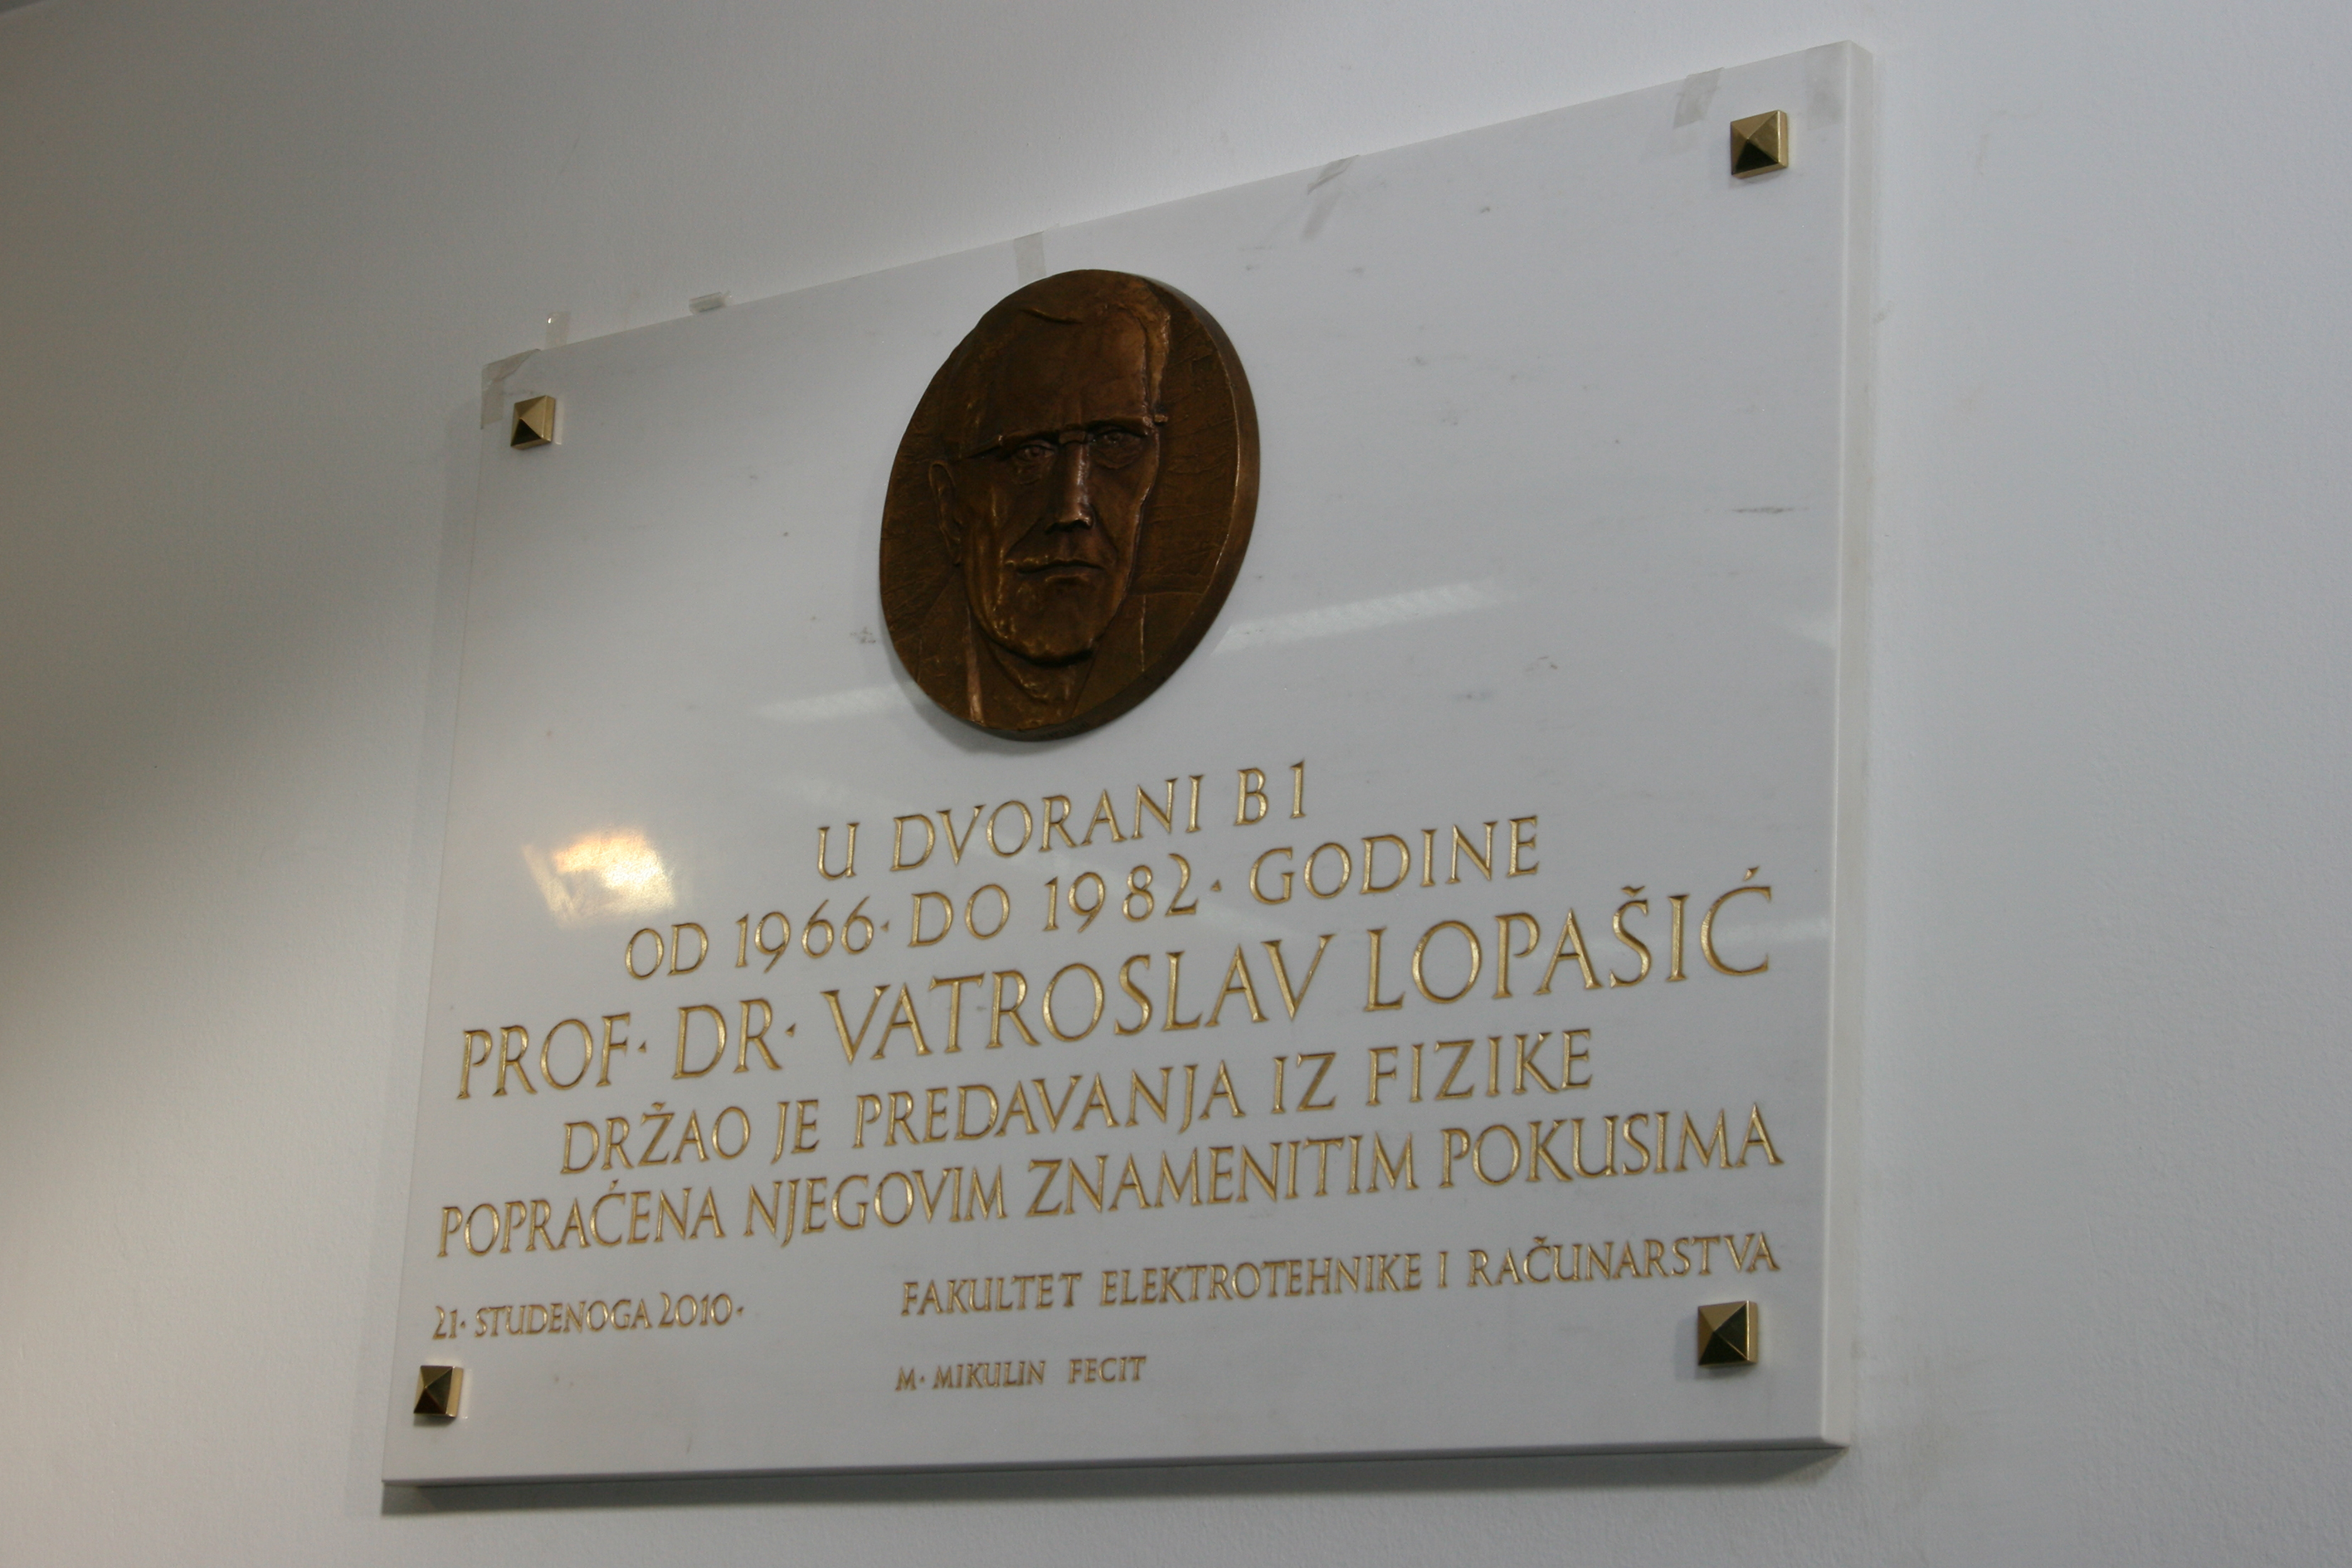 U DVORANI B1
OD 1966. DO 1982. GODINE
PROF. DR. VATROSLAV LOPAŠIĆ
DRŽAO JE PREDAVANJA IZ FIZIKE
POPRAĆENA NJEGOVIM ZNAMENITIM POKUSIMA
21. STUDENOGA 2010. FAKULTET ELEKTROTEHNIKE I RAČUNARSTVA
M. MIKULIN FECIT